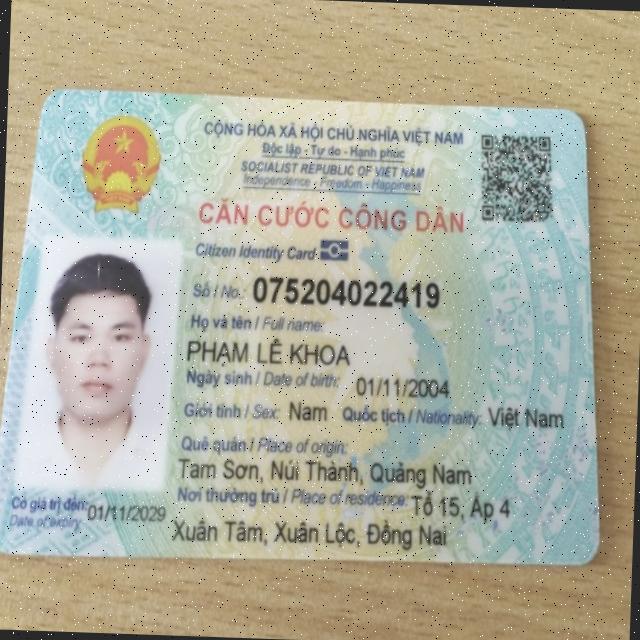 CỘNG HÒA XÃ HỘI CHỦ NGHĨA VIỆT NAM
Độc lập - Tự do - Hạnh phúc
SOCIALIST REPUBLIC OF VIET NAM
Independence - Freedom - Happiness
CĂN CƯỚC CÔNG DÂN
Citizen Identity Card
Số / No.: 075204022419
Họ và tên / Full name:
PHẠM LÊ KHOA
Ngày sinh / Date of birth: 01/11/2004
Giới tính / Sex: Nam Quốc tịch / Nationality: Việt Nam
Quê quán / Place of origin:
Tam Sơn, Núi Thành, Quảng Nam
Nơi thường trú / Place of residence: Tổ 15, Ấp 4
Xuân Tâm, Xuân Lộc, Đồng Nai
Có giá trị đến: 01/11/2029
Date of expiry